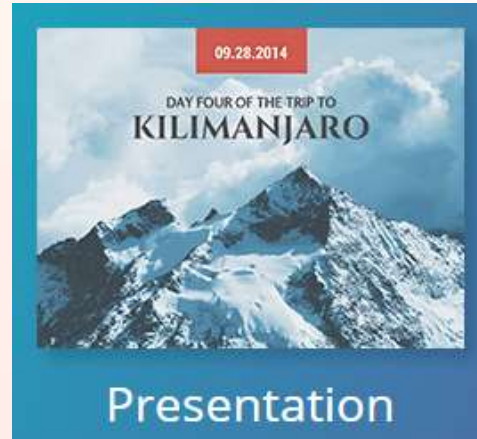 09.28.2014
DAY FOUR OF THE TRIP TO
KILIMANJARO
Presentation